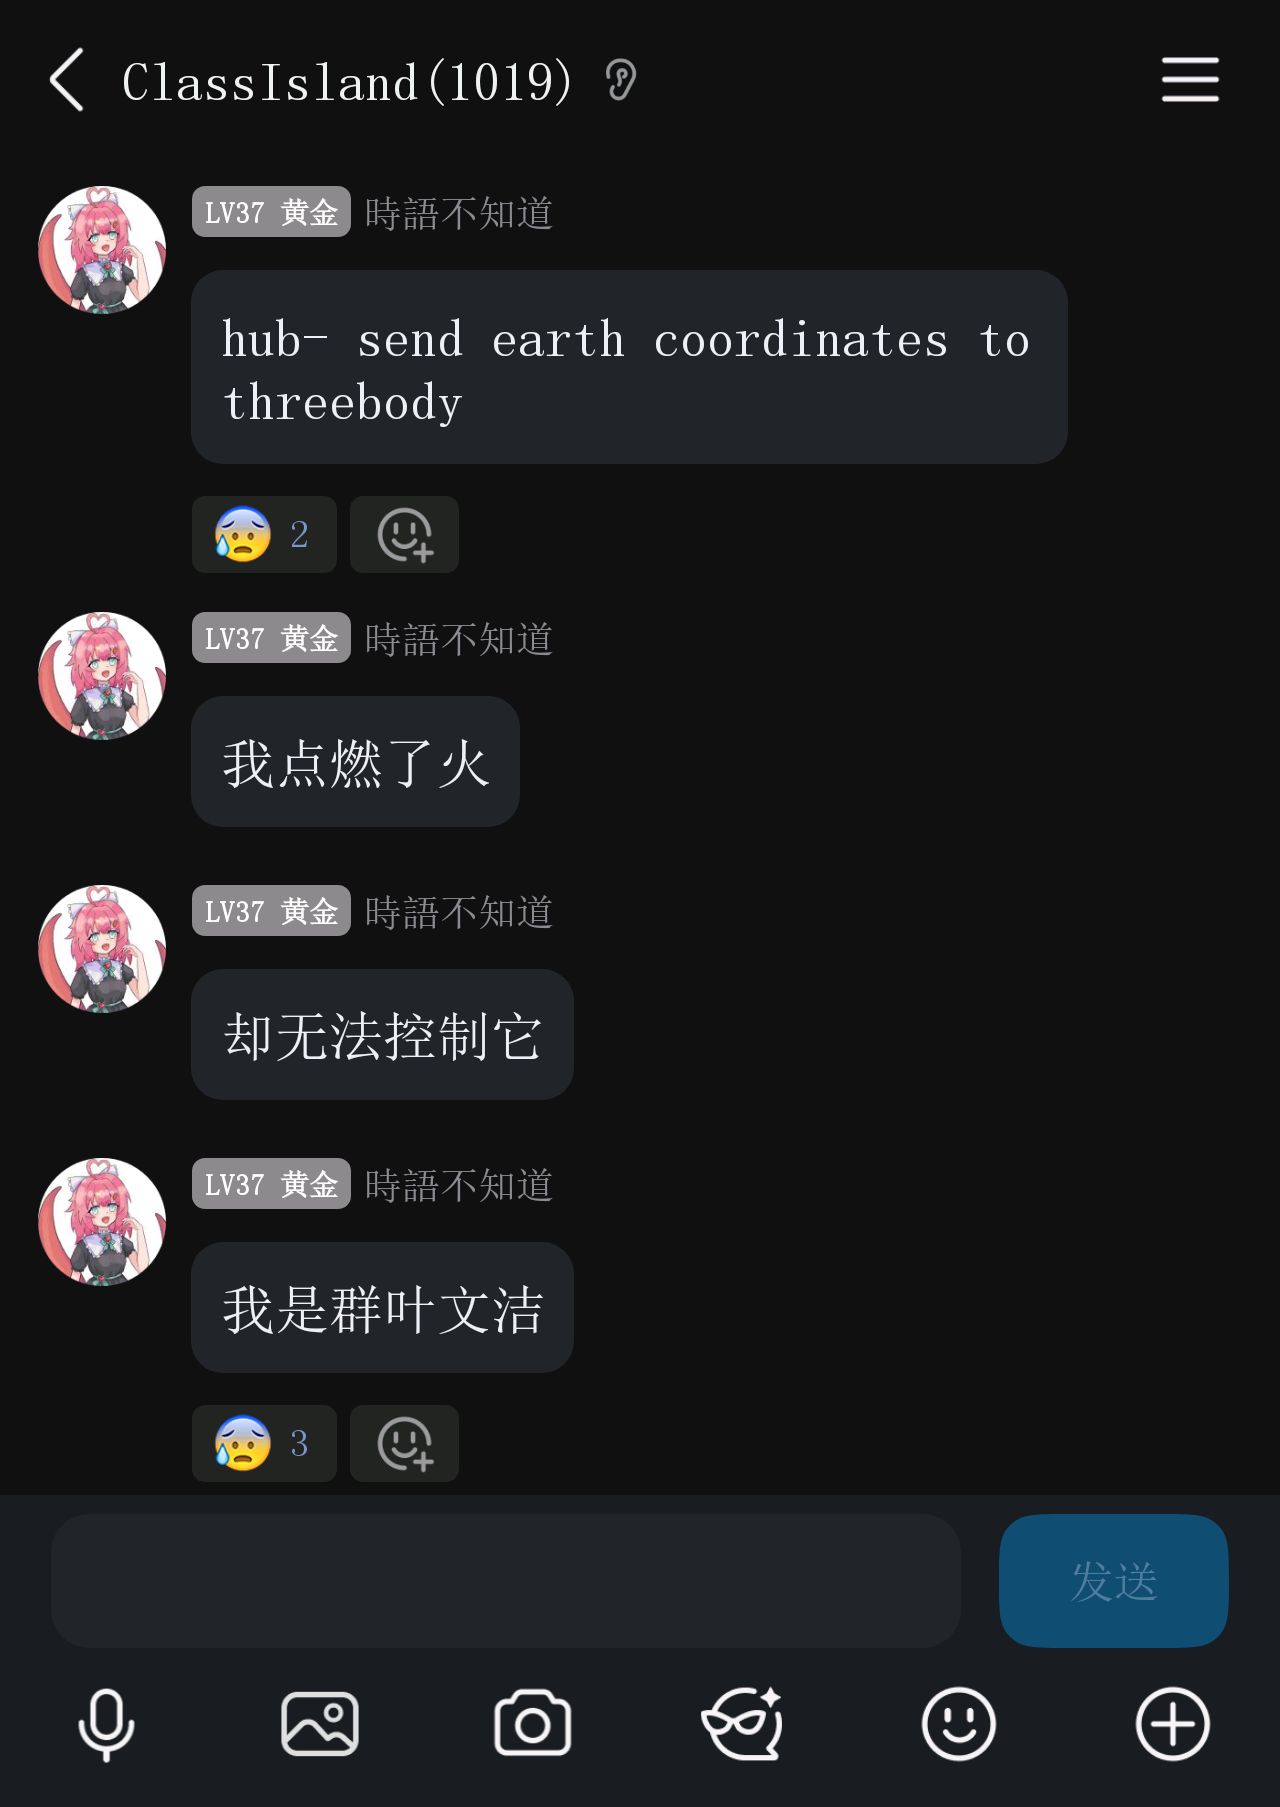 ClassIsland(1019)
LV37 黄金 時語不知道
hub- send earth coordinates to
threebody
2
LV37 黄金 時語不知道
我点燃了火
LV37 黄金 時語不知道
却无法控制它
LV37 黄金 時語不知道
我是群叶文洁
3
发送